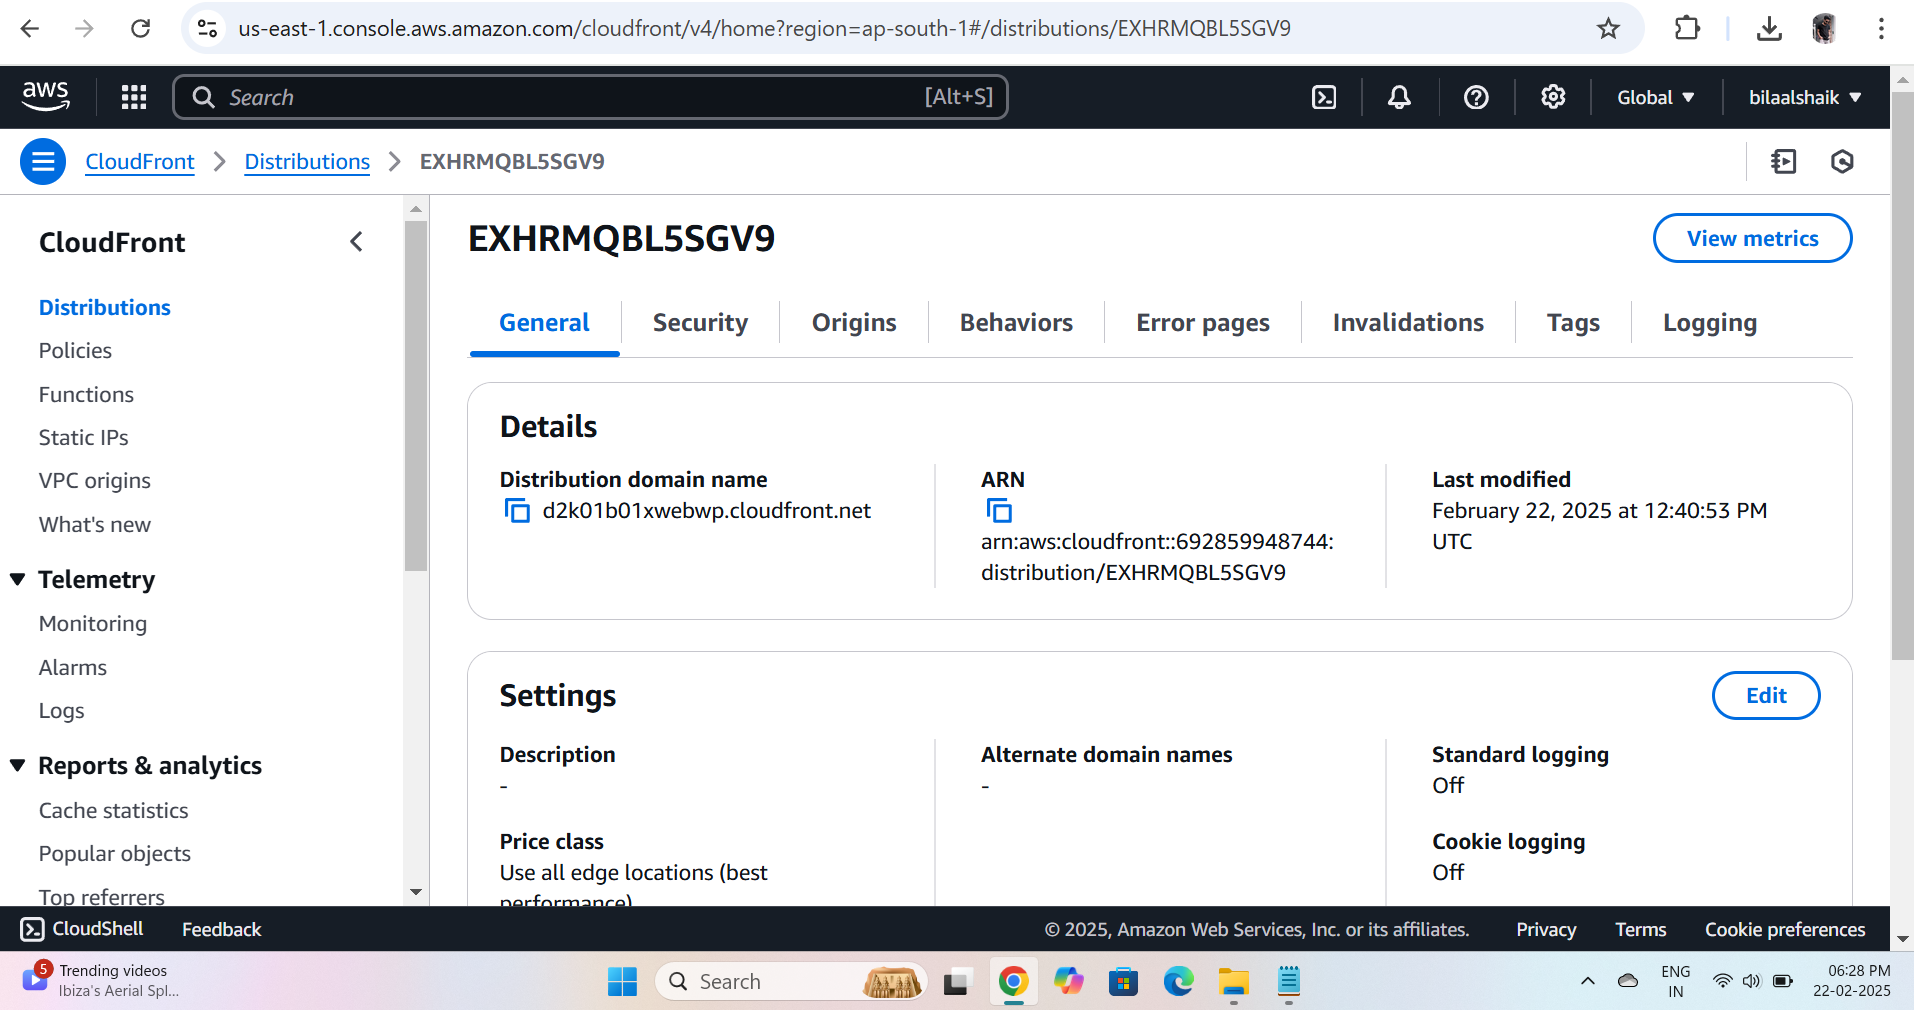 us-east-1.console.aws.amazon.com/cloudfront/v4/home?region=ap-south-1#/distributions/EXHRMQBL5SGV9
aws
Search
[Alt+S]
Global
bilaalshaik
CloudFront
Distributions
EXHRMQBL5SGV9
CloudFront
Distributions
Policies
Functions
Static IPs
VPC origins
What's new
Telemetry
Monitoring
Alarms
Logs
Reports & analytics
Cache statistics
Popular objects
Top referrers
EXHRMQBL5SGV9
View metrics
General
Security
Origins
Behaviors
Error pages
Invalidations
Tags
Logging
Details
Distribution domain name
d2k01b01xwebwp.cloudfront.net
ARN
arn:aws:cloudfront::692859948744:
distribution/EXHRMQBL5SGV9
Last modified
February 22, 2025 at 12:40:53 PM
UTC
Settings
Edit
Description
-
Price class
Use all edge locations (best
performance)
Alternate domain names
-
Standard logging
Off
Cookie logging
Off
CloudShell
Feedback
© 2025, Amazon Web Services, Inc. or its affiliates.
Privacy
Terms
Cookie preferences
5
Trending videos
Ibiza's Aerial Spl...
Search
ENG
IN
06:28 PM
22-02-2025